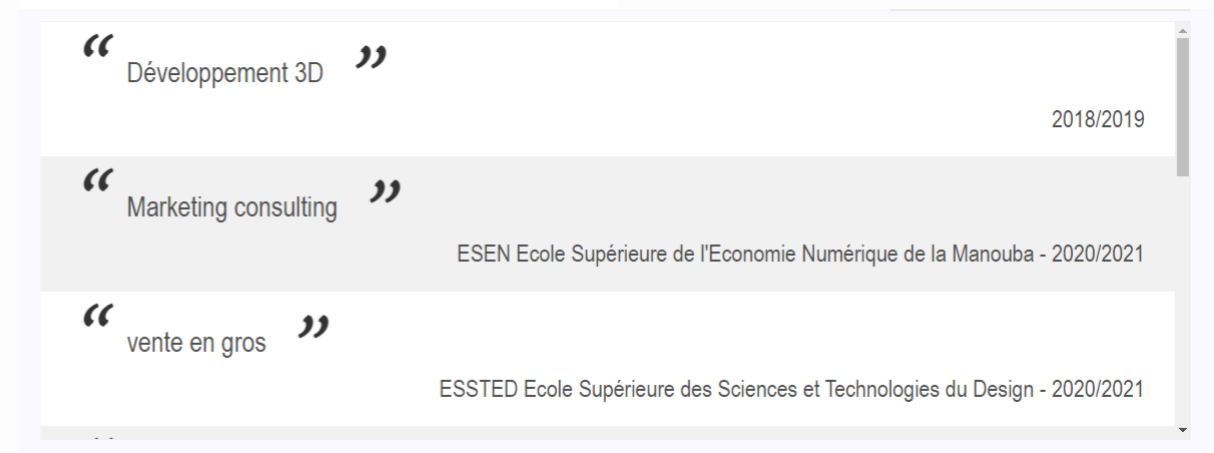 “ Développement 3D ”
2018/2019
“ Marketing consulting ”
ESEN Ecole Supérieure de l'Economie Numérique de la Manouba - 2020/2021
“ vente en gros ”
ESSTED Ecole Supérieure des Sciences et Technologies du Design - 2020/2021